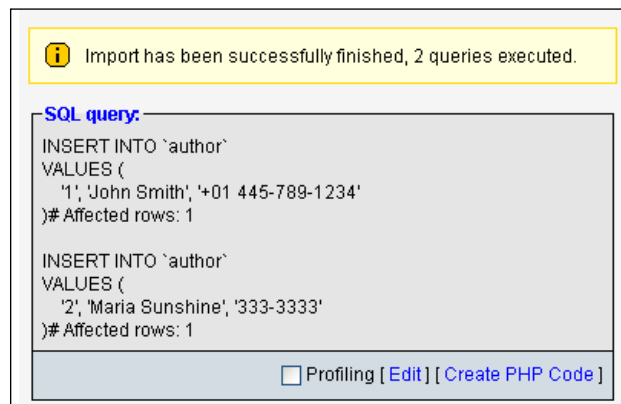 Import has been successfully finished, 2 queries executed.
SQL query:
INSERT INTO `author`
VALUES (
'1', 'John Smith', '+01 445-789-1234'
)# Affected rows: 1
INSERT INTO `author`
VALUES (
'2', 'Maria Sunshine', '333-3333'
)# Affected rows: 1
Profiling [ Edit ] [ Create PHP Code ]